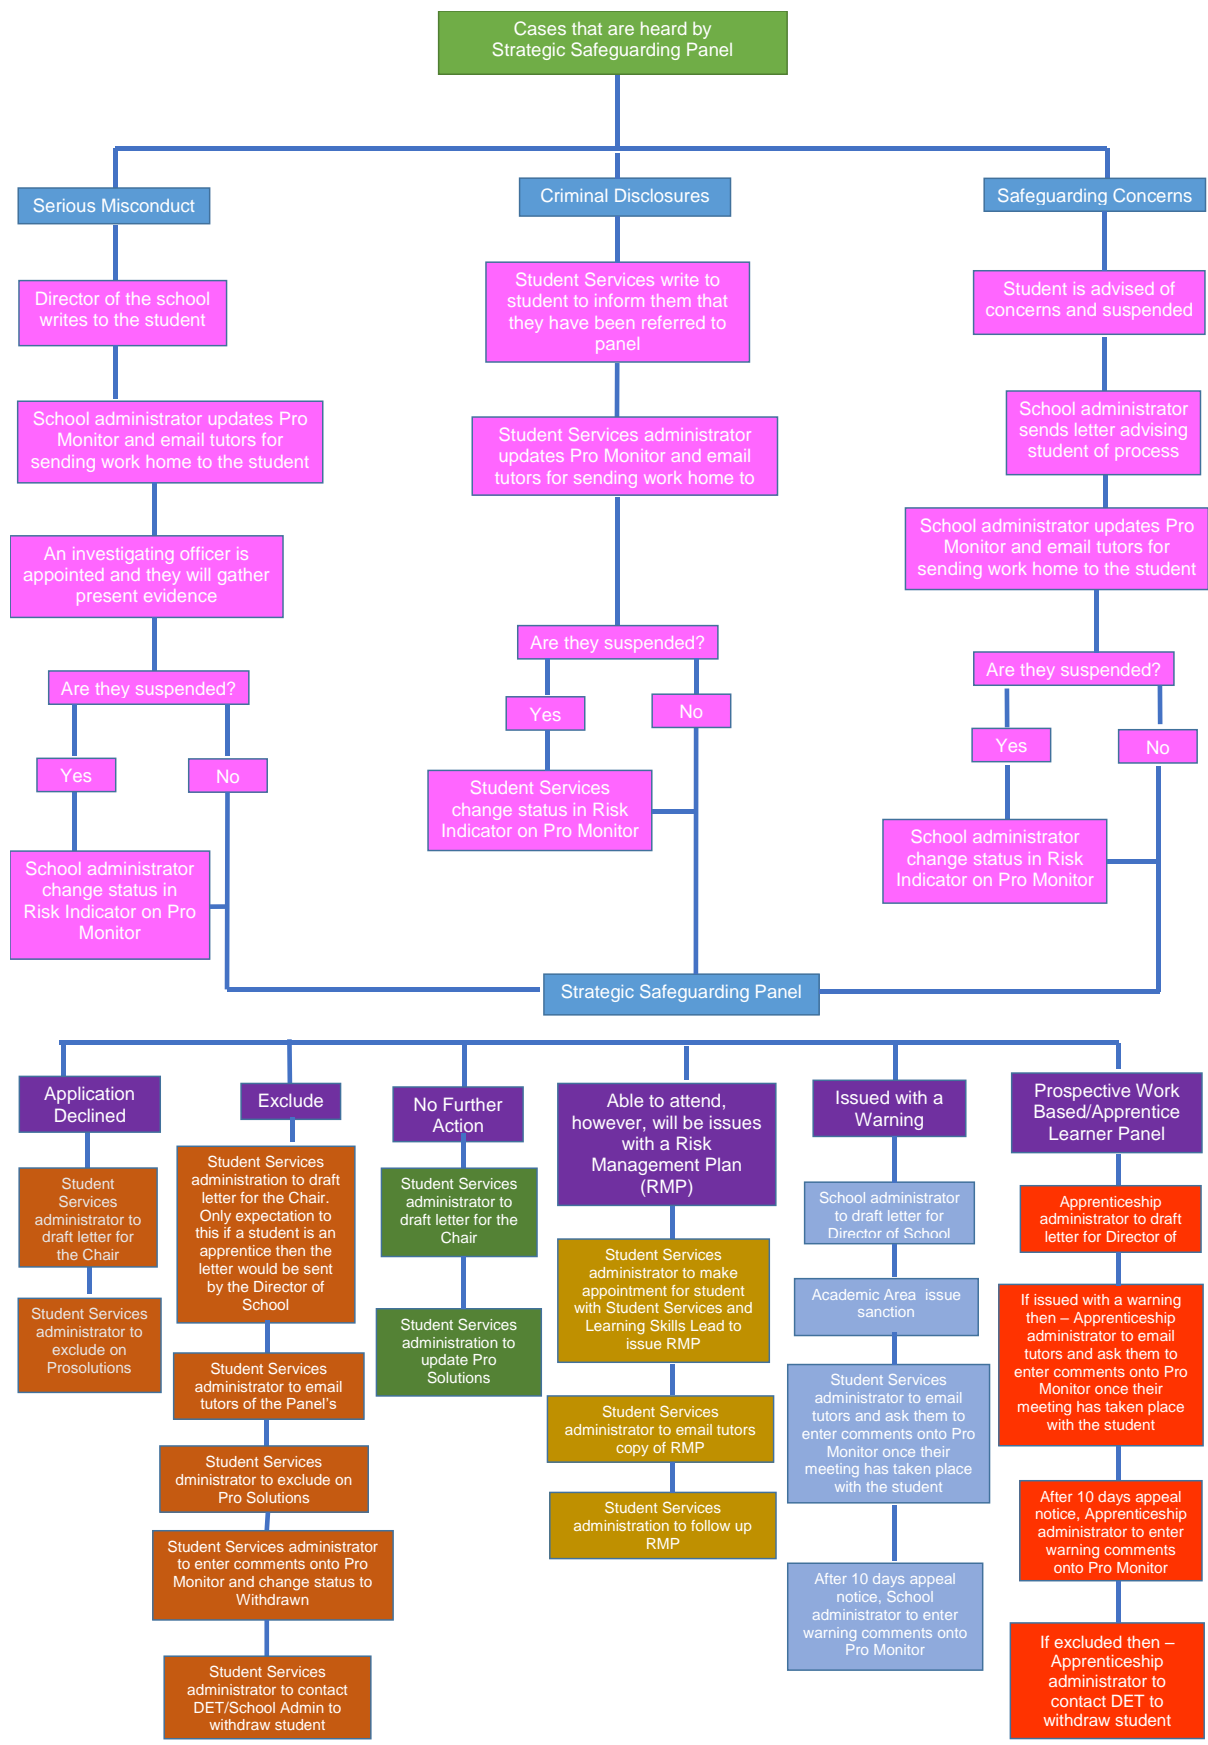 Cases that are heard by
Strategic Safeguarding Panel
Serious Misconduct
Director of the school
writes to the student
School administrator updates Pro
Monitor and email tutors for
sending work home to the student
An investigating officer is
appointed and they will gather
present evidence
Are they suspended?
Yes
No
School administrator
change status in
Risk Indicator on Pro
Monitor
Criminal Disclosures
Student Services write to
student to inform them that
they have been referred to
panel
Student Services administrator
updates Pro Monitor and email
tutors for sending work home to
Are they suspended?
Yes
No
Student Services
change status in Risk
Indicator on Pro Monitor
Safeguarding Concerns
Student is advised of
concerns and suspended
School administrator
sends letter advising
student of process
School administrator updates Pro
Monitor and email tutors for
sending work home to the student
Are they suspended?
Yes
No
School administrator
change status in Risk
Indicator on Pro Monitor
Strategic Safeguarding Panel
Application
Declined
Student
Services
administrator to
draft letter for
the Chair
Student Services
administrator to
exclude on
Prosolutions
Exclude
Student Services
administration to draft
letter for the Chair.
Only expectation to
this if a student is an
apprentice then the
letter would be sent
by the Director of
School
Student Services
administrator to email
tutors of the Panel's
Student Services
dministrator to exclude on
Pro Solutions
Student Services administrator
to enter comments onto Pro
Monitor and change status to
Withdrawn
Student Services
administrator to contact
DET/School Admin to
withdraw student
No Further
Action
Student Services
administrator to
draft letter for the
Chair
Student Services
administration to
update Pro
Solutions
Able to attend,
however, will be issues
with a Risk
Management Plan
(RMP)
Student Services
administrator to make
appointment for student
with Student Services and
Learning Skills Lead to
issue RMP
Student Services
administrator to email tutors
copy of RMP
Student Services
administration to follow up
RMP
Issued with a
Warning
School administrator
to draft letter for
Director of School
Academic Area  issue
sanction
Student Services
administrator to email
tutors and ask them to
enter comments onto Pro
Monitor once their
meeting has taken place
with the student
After 10 days appeal
notice, School
administrator to enter
warning comments onto
Pro Monitor
Prospective Work
Based/Apprentice
Learner Panel
Apprenticeship
administrator to draft
letter for Director of
If issued with a warning
then – Apprenticeship
administrator to email
tutors and ask them to
enter comments onto Pro
Monitor once their
meeting has taken place
with the student
After 10 days appeal
notice, Apprenticeship
administrator to enter
warning comments
onto Pro Monitor
If excluded then –
Apprenticeship
administrator to
contact DET to
withdraw student